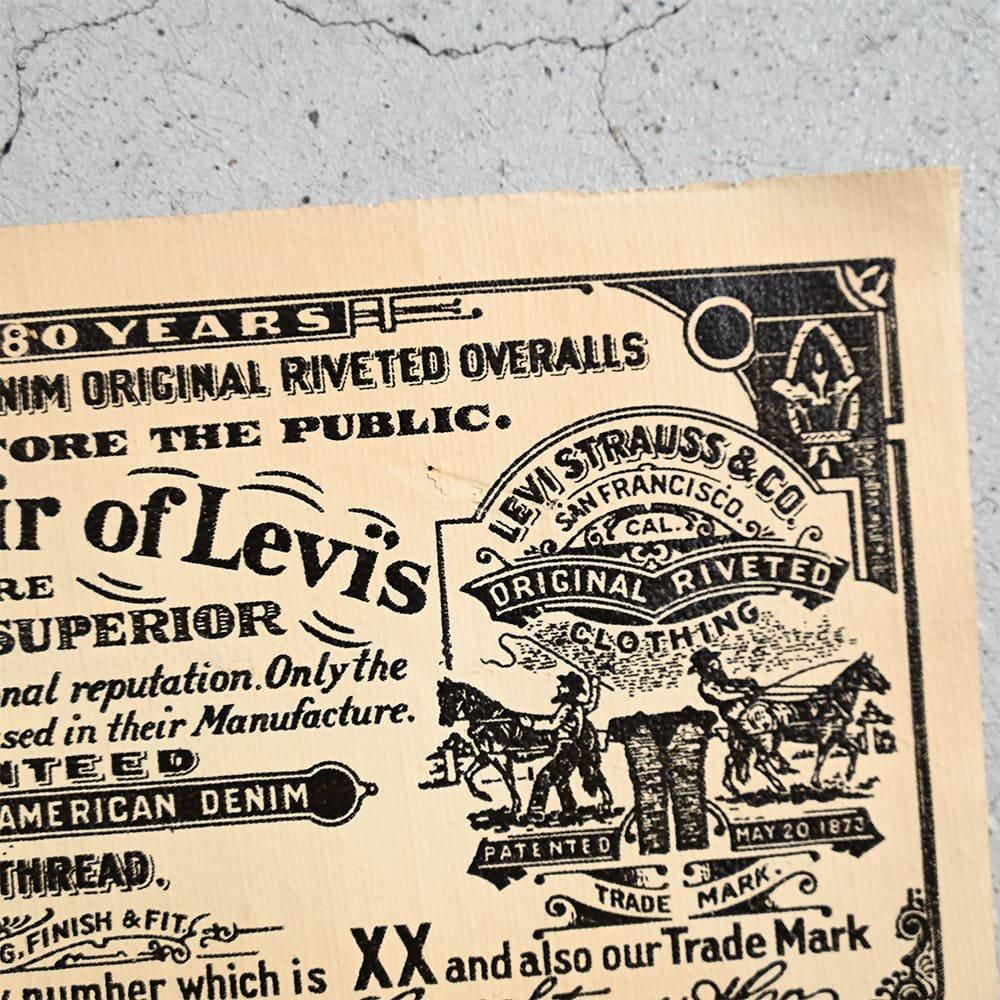 80 YEARS
NIM ORIGINAL RIVETED OVERALLS
FORE THE PUBLIC.
ir of Levi's
RE
SUPERIOR
nal reputation. Only the
sed in their Manufacture.
NTEED
AMERICAN DENIM
THREAD,
G, FINISH & FIT,
number which is XX and also our Trade Mark
LEVI STRAUSS & CO.
SAN FRANCISCO.
CAL.
ORIGINAL RIVETED
CLOTHING
PATENTED MAY 20 1873
TRADE MARK.